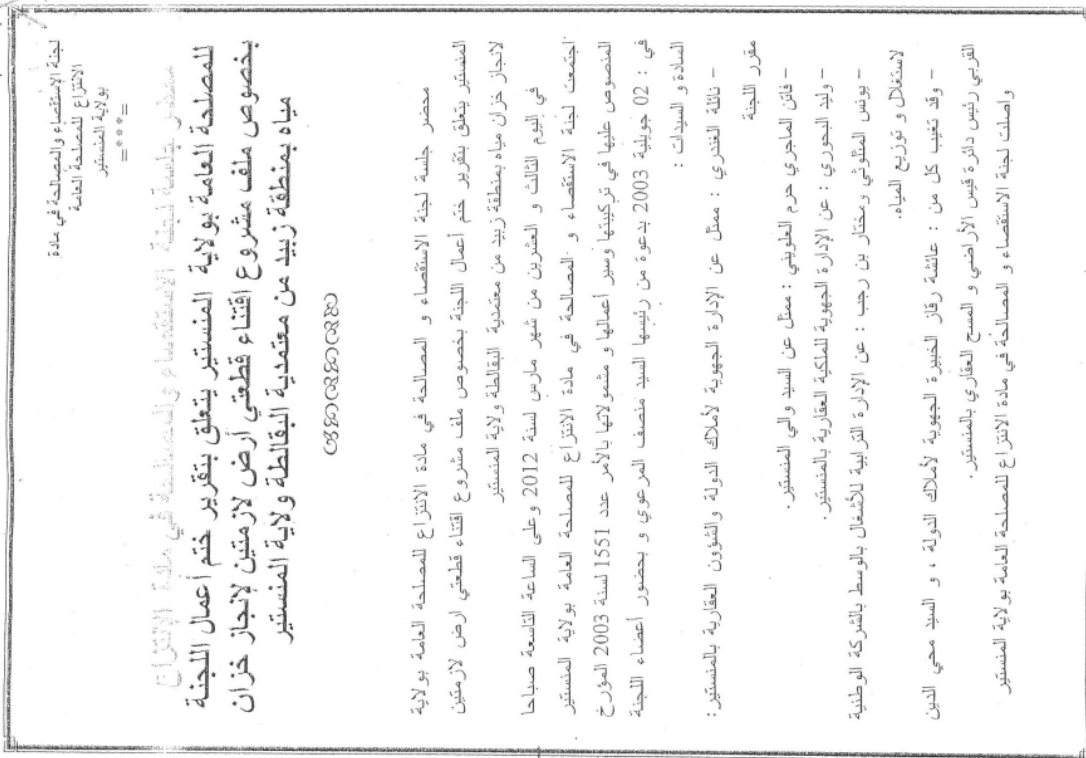 لجنة الاستقصاء والمصالحة في مادة
الانتزاع للمصلحة العامة
بولاية المنستير
=***=
محضر جلسة لجنة الاستقصاء والمصالحة في مادة الانتزاع
للمصلحة العامة بولاية المنستير يتعلق بتقرير ختم أعمال اللجنة
بخصوص ملف مشروع اقتناء قطعتي أرض لازمتين لإنجاز خزان
مياه بمنطقة زبيد من معتمدية البقالطة ولاية المنستير
محضر جلسة لجنة الاستقصاء و المصالحة في مادة الانتزاع للمصلحة العامة بولاية
المنستير يتعلق بتقرير ختم أعمال اللجنة بخصوص ملف مشروع اقتناء قطعتي ارض لازمتين
لانجاز خزان مياه بمنطقة زبيد من معتمدية البقالطة ولاية المنستير
في اليوم الثالث و العشرين من شهر مارس لسنة 2012 وعلى الساعة التاسعة صباحا
اجتمعت لجنة الاستقصاء و المصالحة في مادة الانتزاع للمصلحة العامة بولاية المنستير
المنصوص عليها في تركيبتها وسير أعمالها و مشمولاتها بالأمر عدد 1551 لسنة 2003 المؤرخ
في : 02 جويلية 2003 بدعوة من رئيسها السيد منصف المرعوي و بحضور أعضاء اللجنة
السادة و السيدات :
– نائلة الغندري : ممثل عن الإدارة الجهوية لأملاك الدولة والشؤون العقارية بالمنستير :
مقرر اللجنة
– فاتن الماجري حرم العلويني : ممثل عن السيد والي المنستير .
– وليد الجوري : عن الإدارة الجهوية للملكية العقارية بالمنستير .
– يونس المثلوثي ومختار بن رجب : عن الإدارة الترابية للأشغال بالوسط بالشركة الوطنية
لاستغلال و توزيع المياه.
– وقد تغيب كل من : عائشة رقاز الخبيرة الجهوية لأملاك الدولة ، و السيد محي الدين
القربي رئيس دائرة قيس الأراضي و المسح العقاري بالمنستير .
واصلت لجنة الاستقصاء و المصالحة في مادة الانتزاع للمصلحة العامة بولاية المنستير